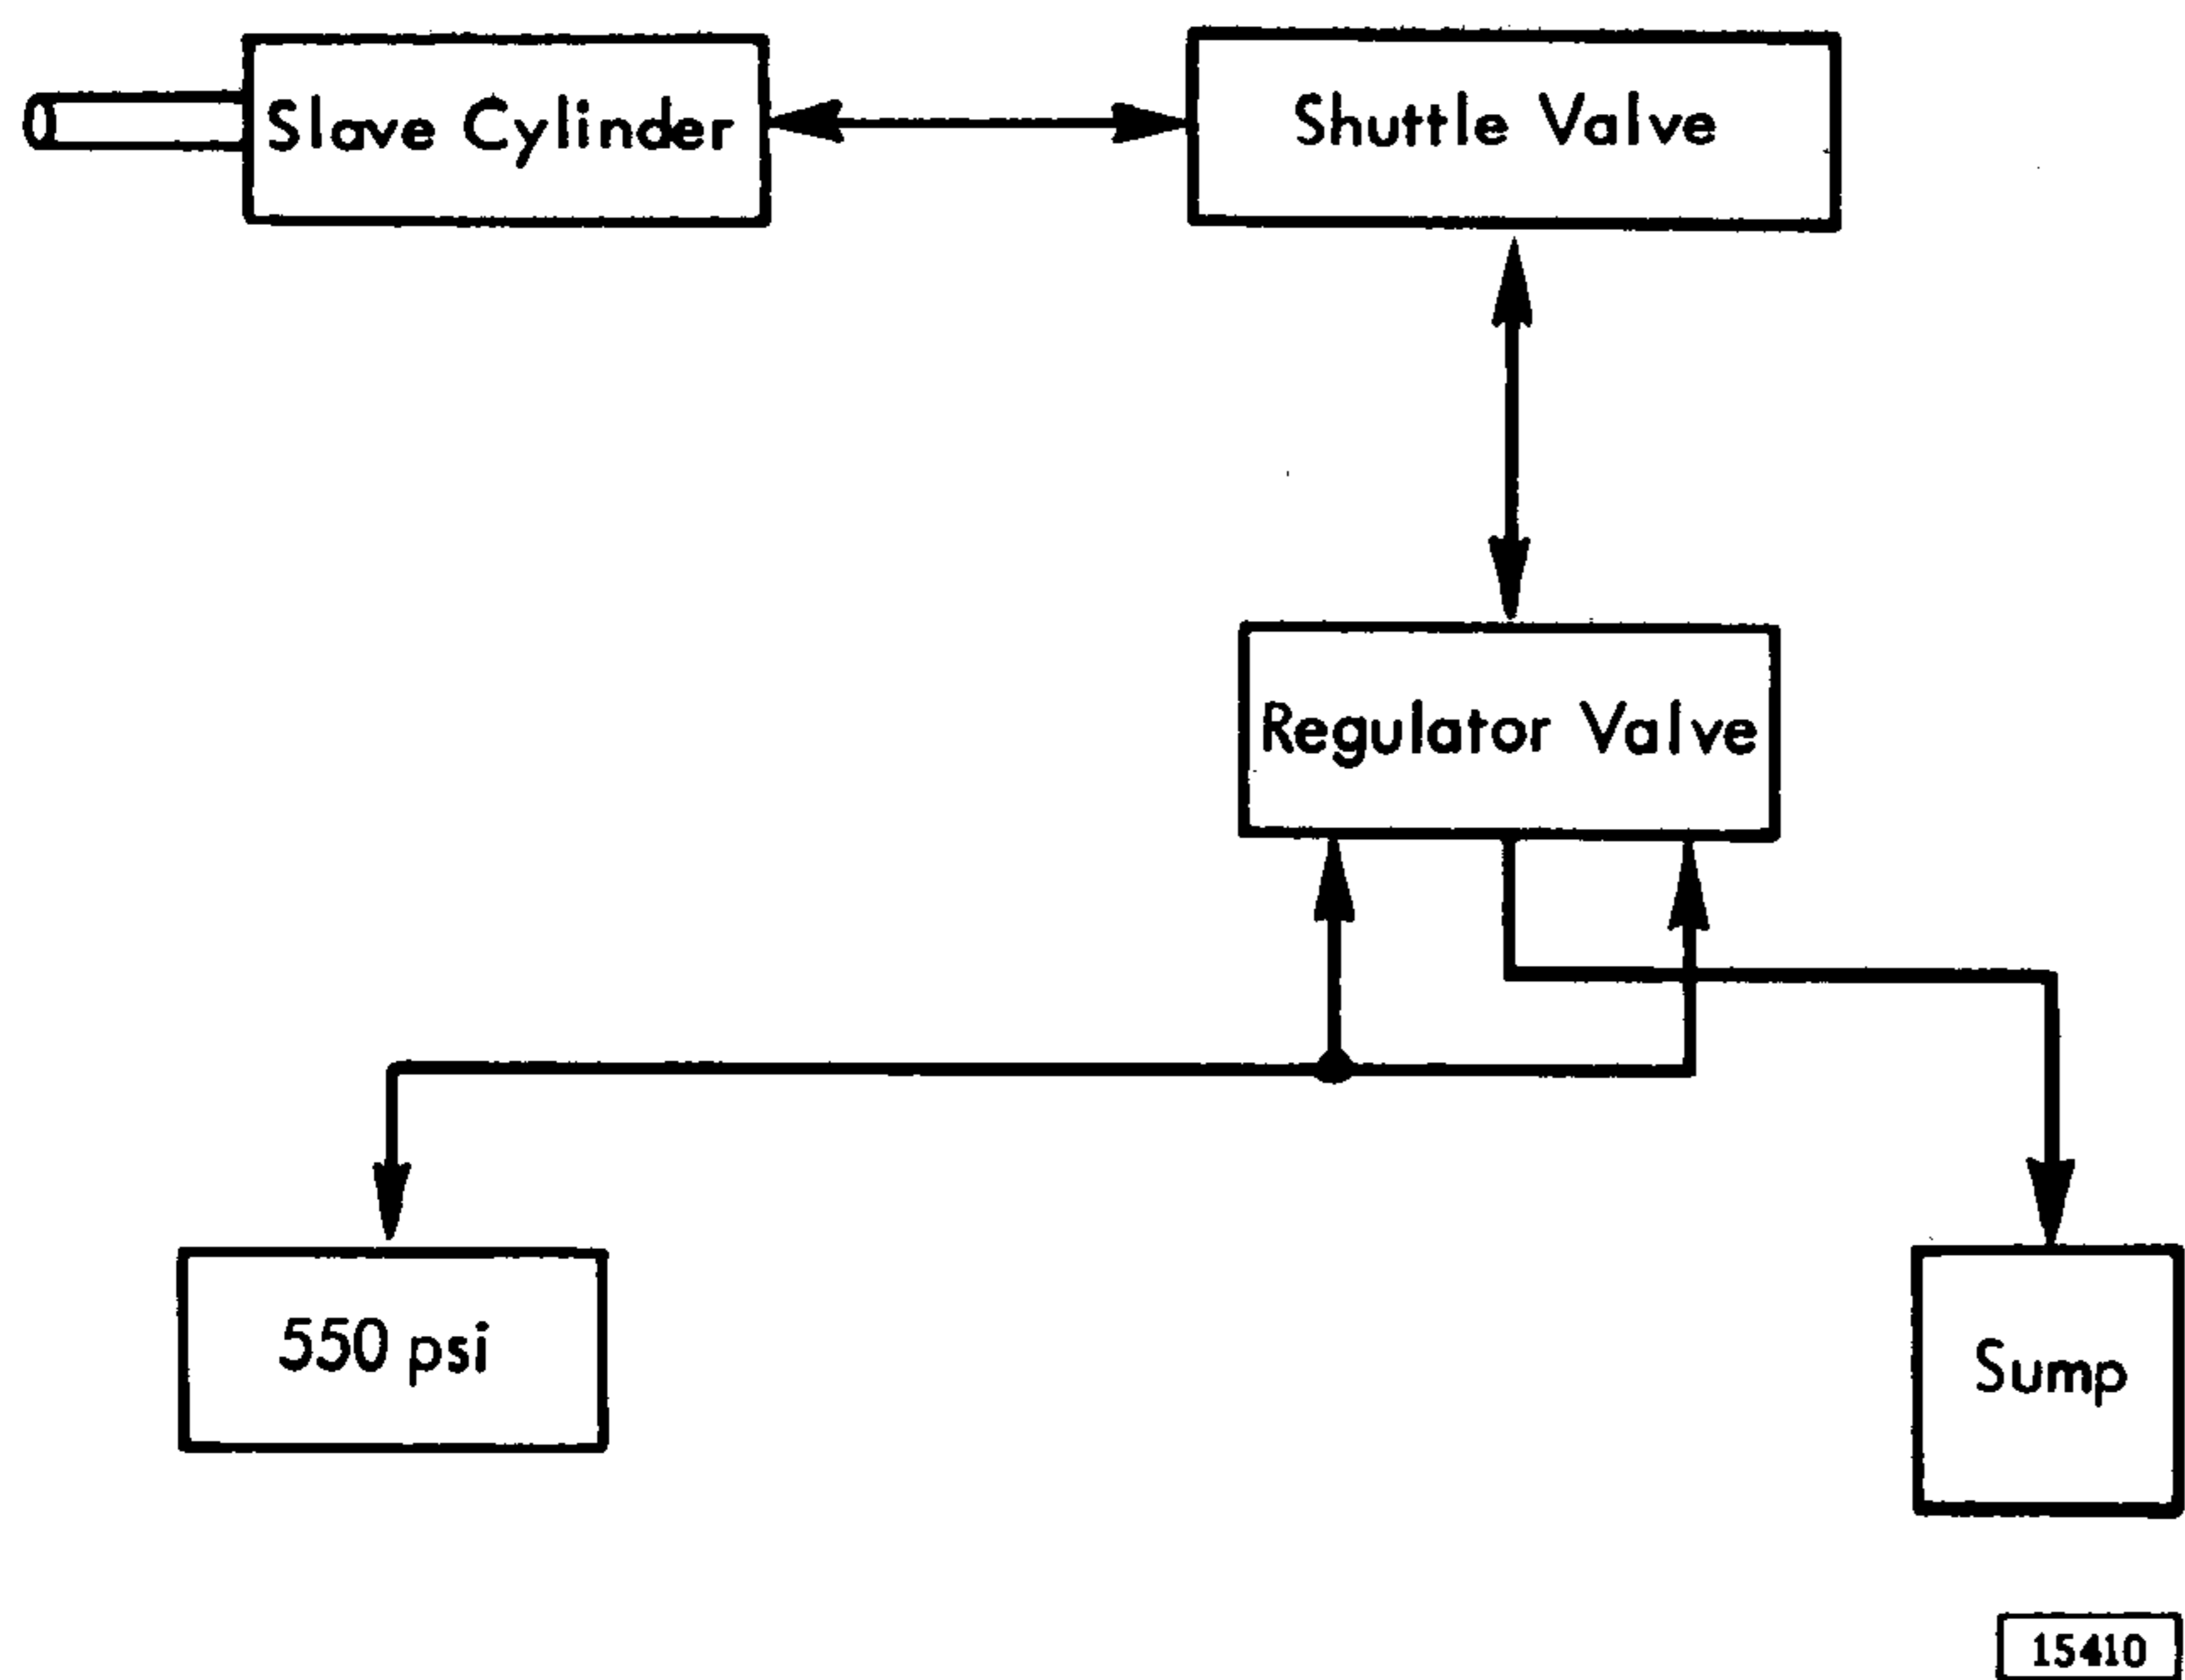 Slave Cylinder
Shuttle Valve
Regulator Valve
550 psi
Sump
15410